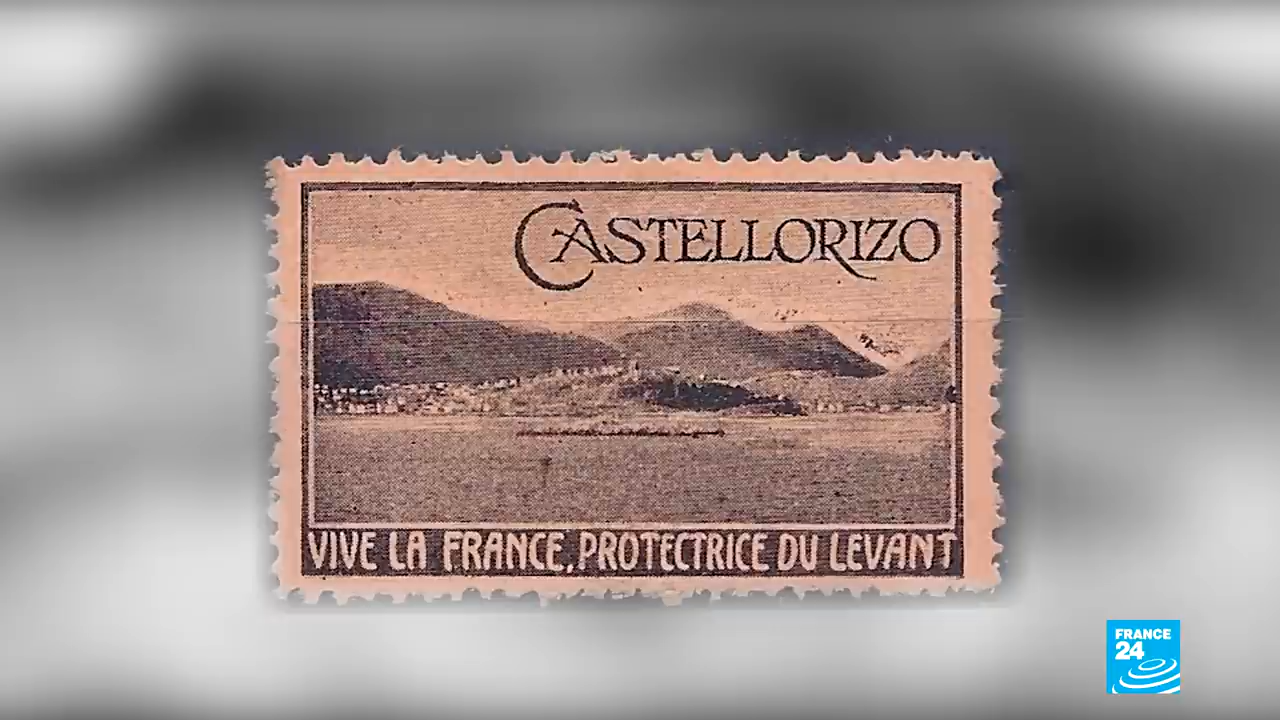 CASTELLORIZO
VIVE LA FRANCE, PROTECTRICE DU LEVANT
FRANCE
24